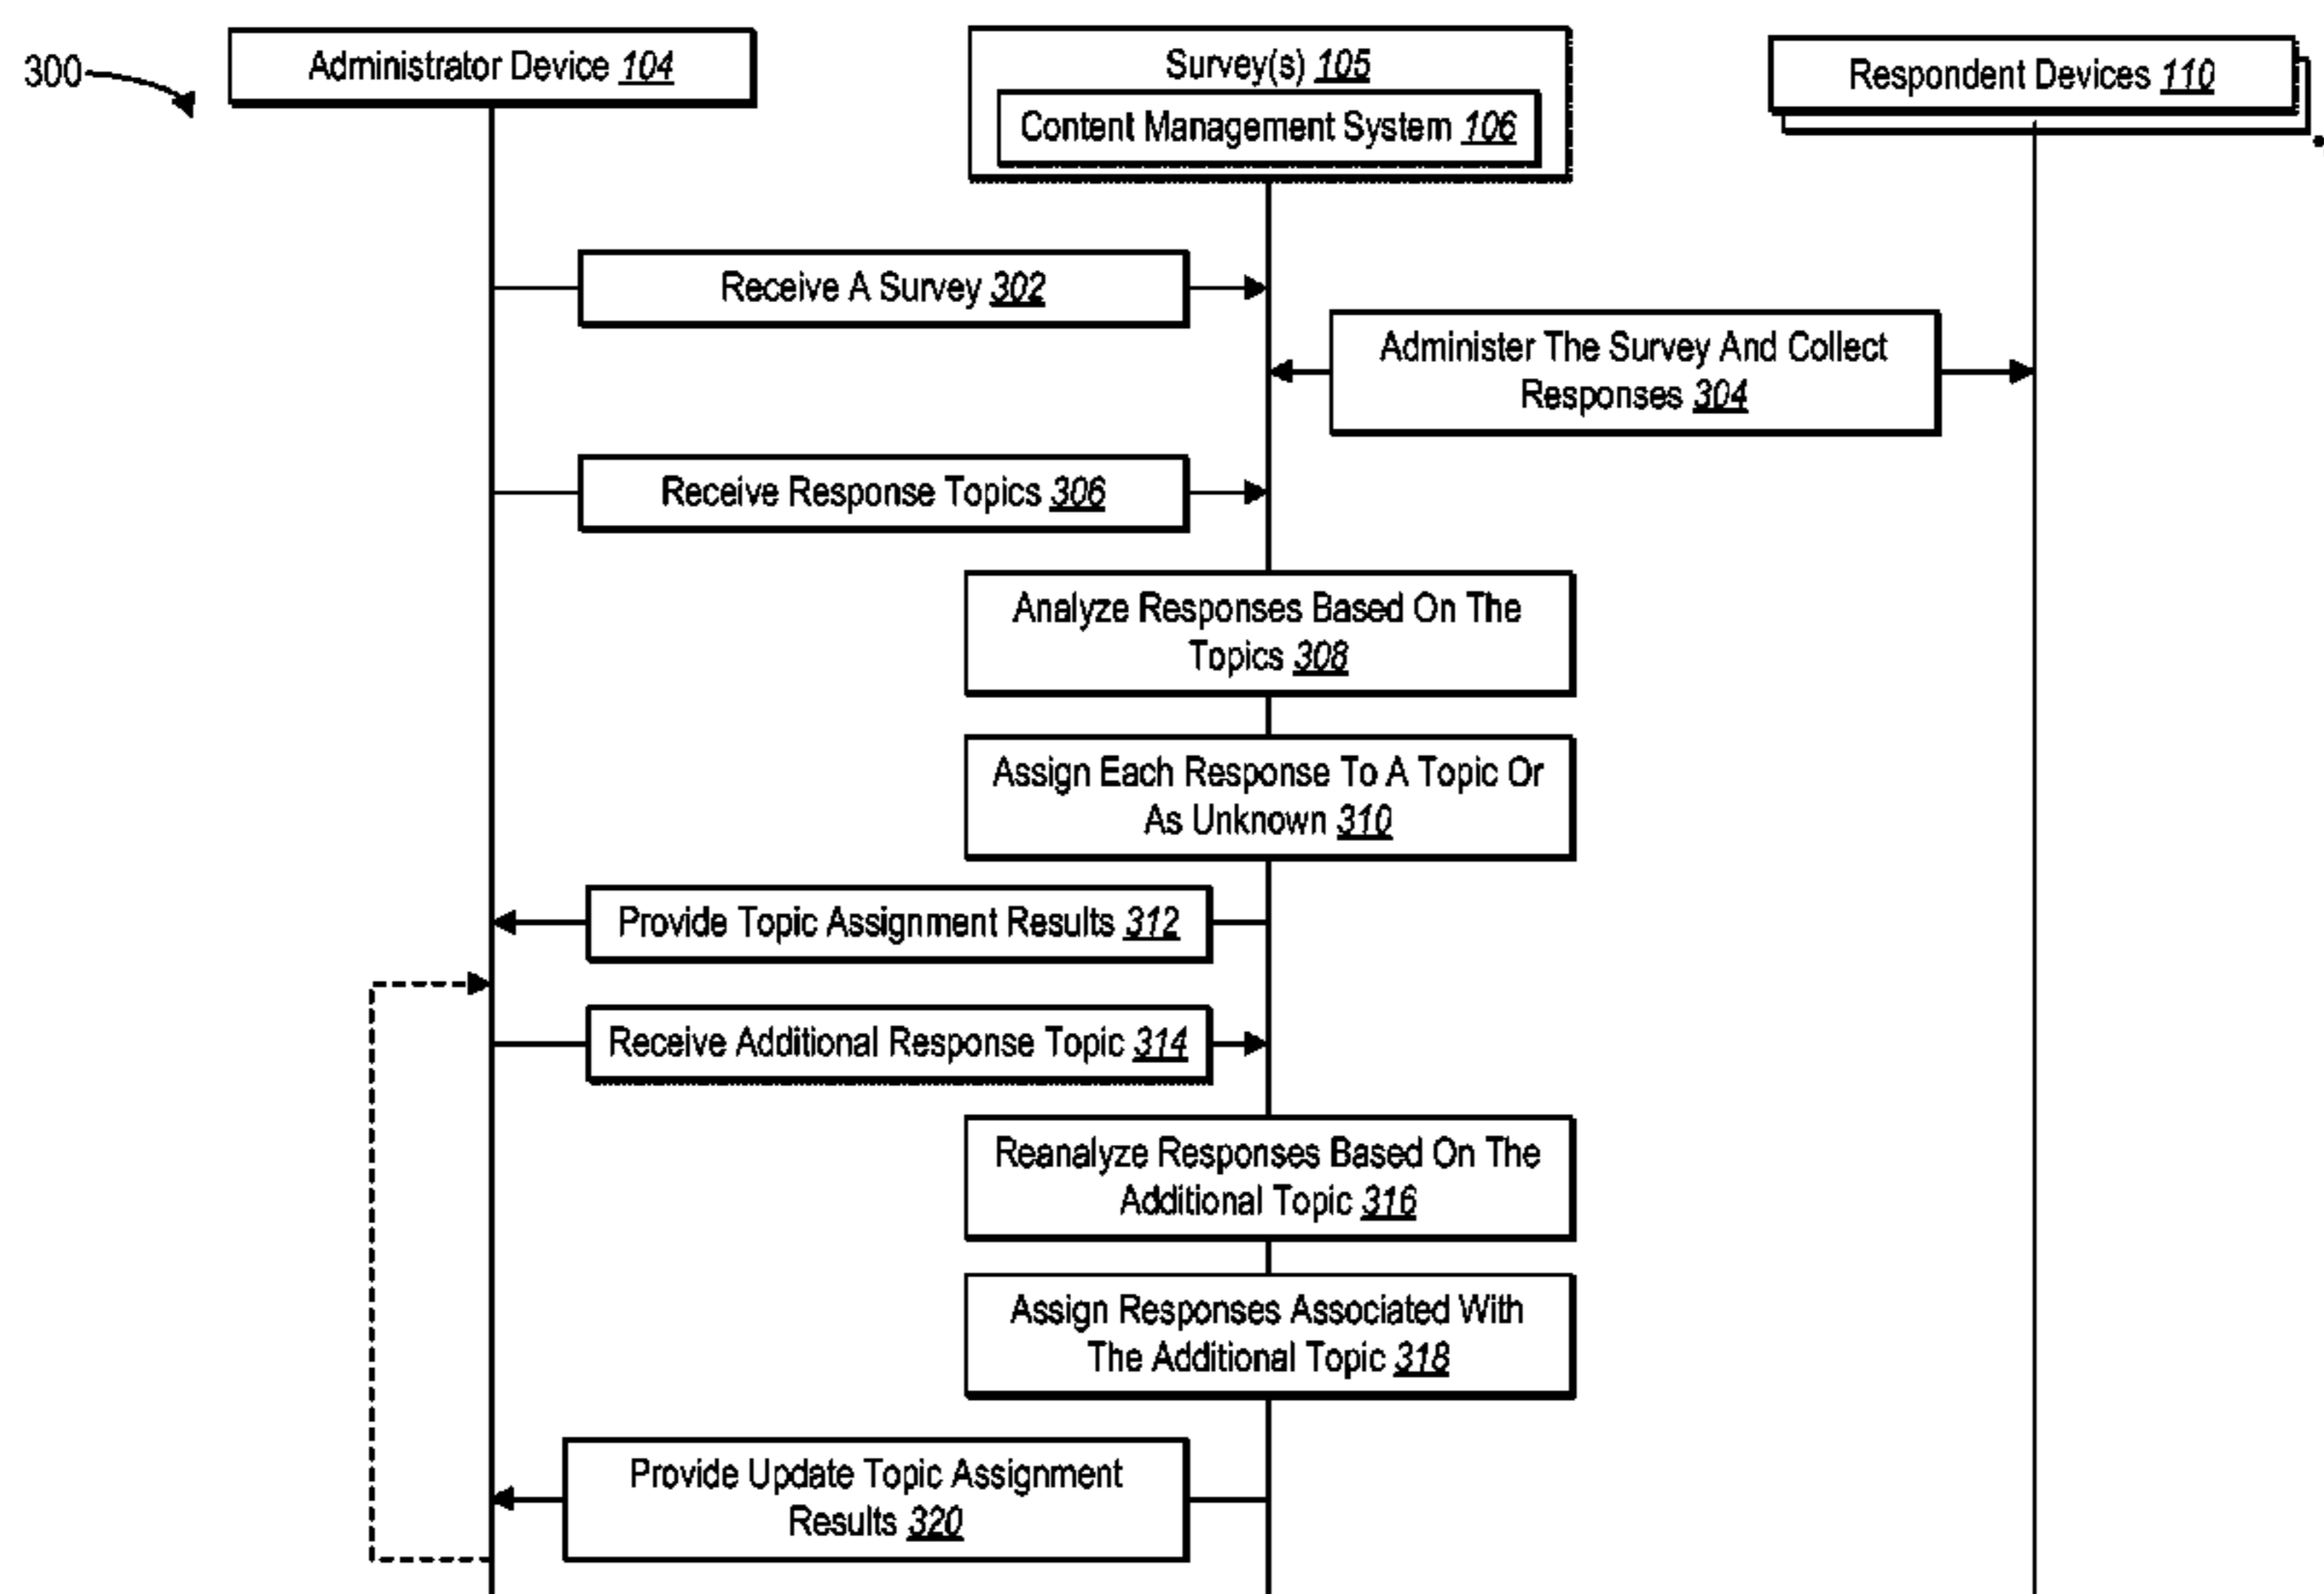 300
Administrator Device 104
Survey(s) 105
Content Management System 106
Respondent Devices 110
Receive A Survey 302
Administer The Survey And Collect
Responses 304
Receive Response Topics 306
Analyze Responses Based On The
Topics 308
Assign Each Response To A Topic Or
As Unknown 310
Provide Topic Assignment Results 312
Receive Additional Response Topic 314
Reanalyze Responses Based On The
Additional Topic 316
Assign Responses Associated With
The Additional Topic 318
Provide Update Topic Assignment
Results 320